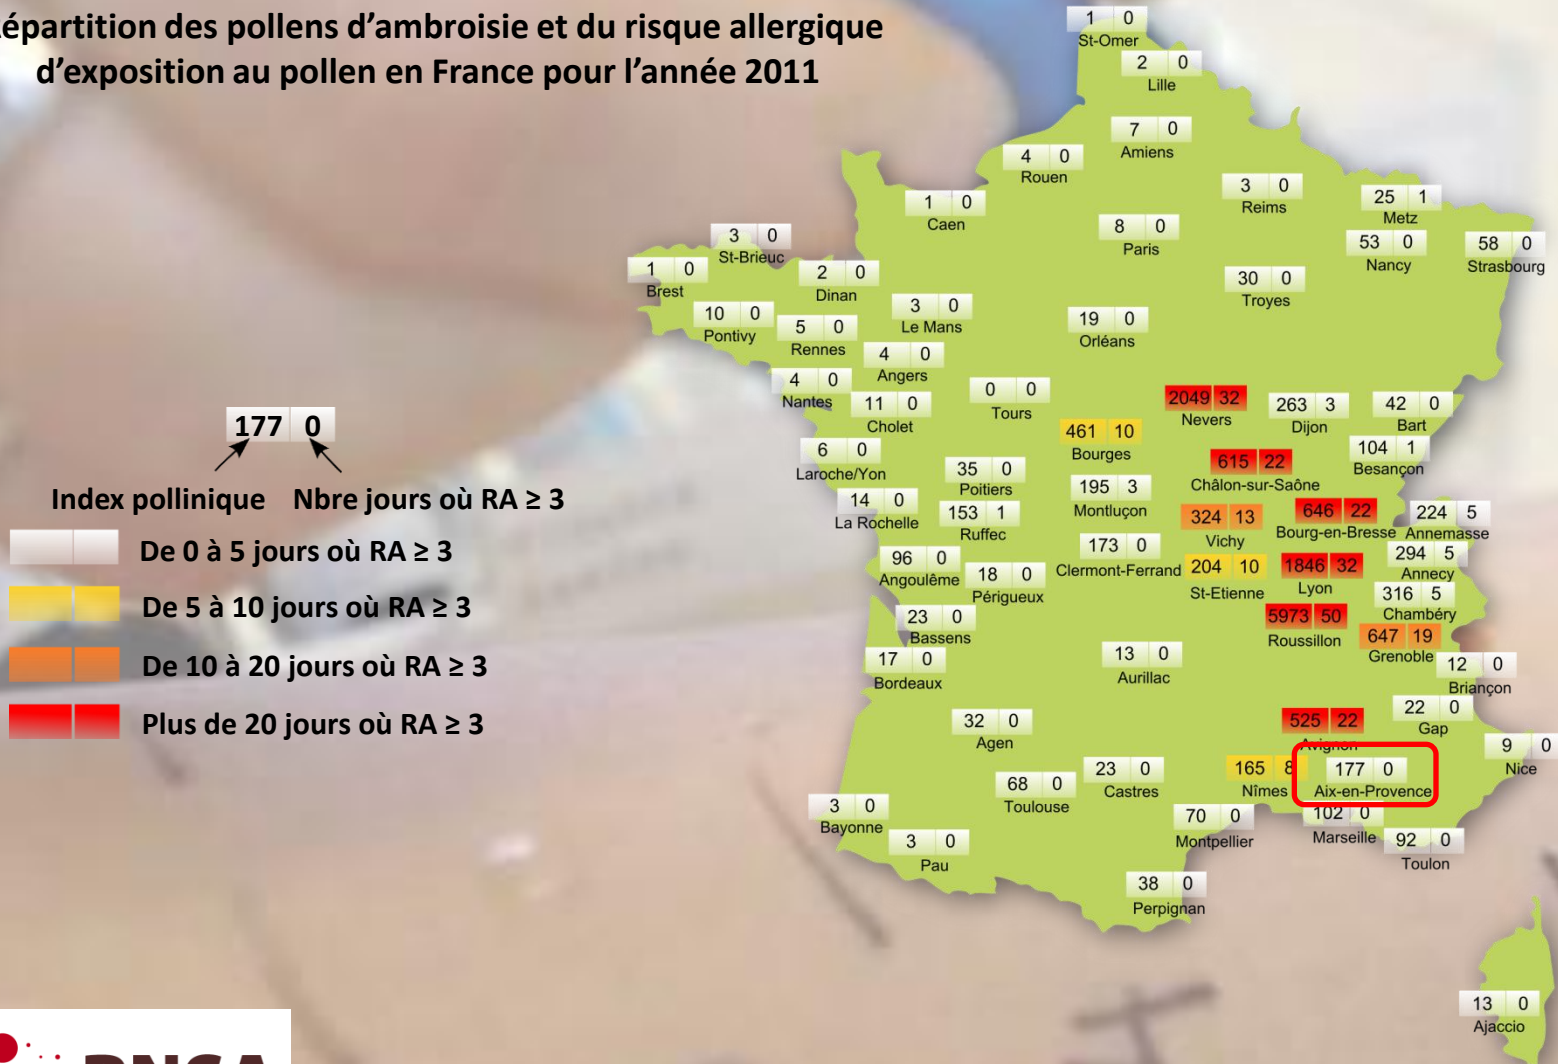 épartition des pollens d’ambroisie et du risque allergique
d’exposition au pollen en France pour l’année 2011
177 0
Index pollinique Nbre jours où RA ≥ 3
De 0 à 5 jours où RA ≥ 3
De 5 à 10 jours où RA ≥ 3
De 10 à 20 jours où RA ≥ 3
Plus de 20 jours où RA ≥ 3
1 0
St-Omer
2 0
Lille
7 0
Amiens
4 0
Rouen
3 0
Reims
25 1
Metz
1 0
Caen
8 0
Paris
53 0
Nancy
58 0
Strasbourg
3 0
St-Brieuc
1 0
Brest
2 0
Dinan
30 0
Troyes
10 0
Pontivy
5 0
Rennes
3 0
Le Mans
19 0
Orléans
4 0
Angers
4 0
Nantes
11 0
Cholet
0 0
Tours
2049 32
Nevers
263 3
Dijon
42 0
Bart
461 10
Bourges
104 1
Besançon
6 0
Laroche/Yon
35 0
Poitiers
615 22
Châlon-sur-Saône
195 3
Montluçon
14 0
La Rochelle
153 1
Ruffec
324 13
Vichy
646 22
Bourg-en-Bresse
224 5
Annemasse
96 0
Angoulême
18 0
Périgueux
173 0
Clermont-Ferrand
204 10
St-Etienne
1846 32
Lyon
294 5
Annecy
316 5
Chambéry
23 0
Bassens
5973 50
Roussillon
647 19
Grenoble
17 0
Bordeaux
13 0
Aurillac
12 0
Briançon
32 0
Agen
525 22
Avignon
22 0
Gap
9 0
Nice
68 0
Toulouse
23 0
Castres
165 8
Nîmes
177 0
Aix-en-Provence
3 0
Bayonne
70 0
Montpellier
102 0
Marseille
92 0
Toulon
3 0
Pau
38 0
Perpignan
13 0
Ajaccio